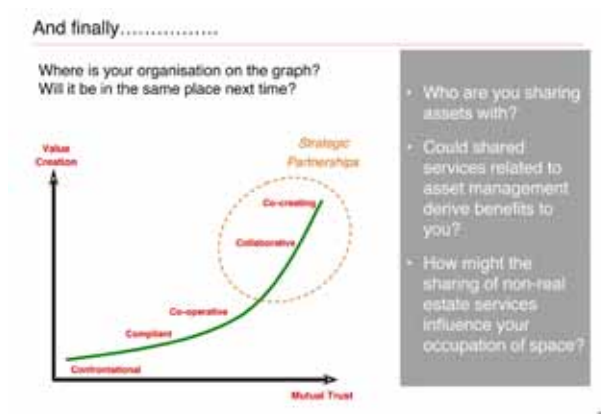 And finally................
Where is your organisation on the graph?
Will it be in the same place next time?
Value
Creation
Strategic
Partnerships
Co-creating
Collaborative
Co-operative
Compliant
Confrontational
Mutual Trust
• Who are you sharing
assets with?
• Could shared
services related to
asset management
derive benefits to
you?
• How might the
sharing of non-real
estate services
influence your
occupation of space?